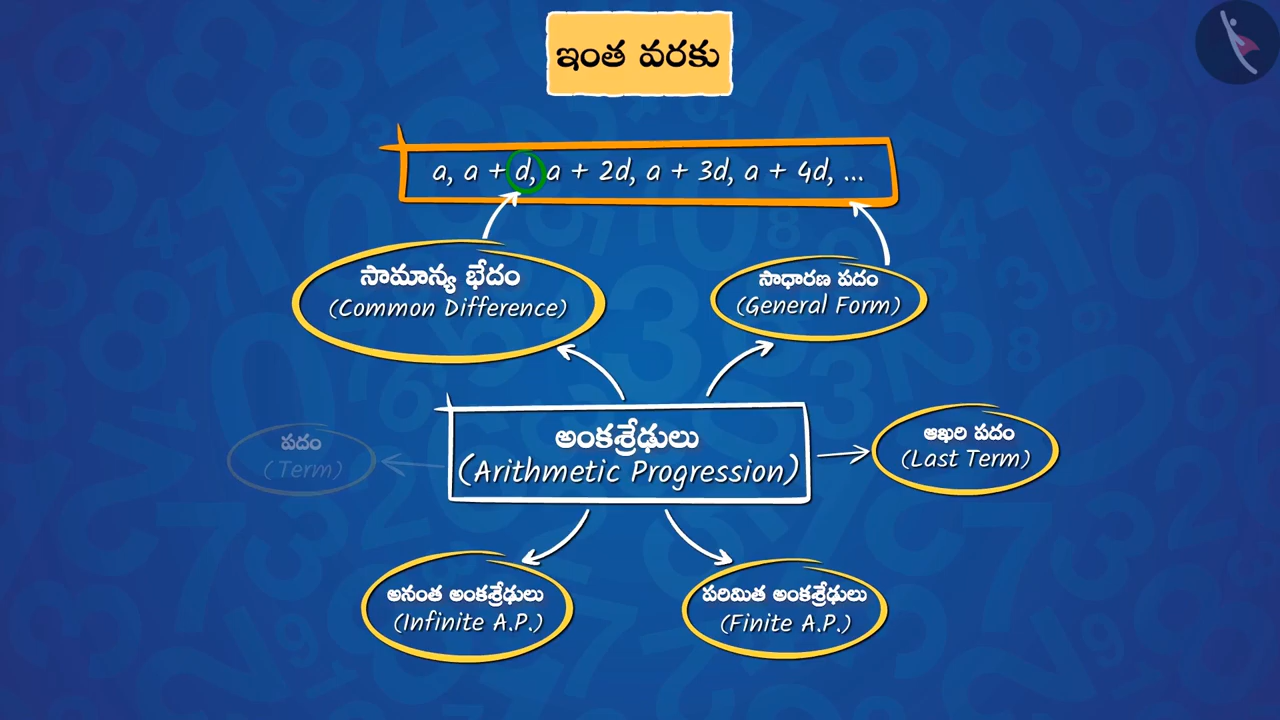 ఇంత వరకు
a, a + d, a + 2d, a + 3d, a + 4d, ...
సామాన్య భేదం
(Common Difference)
సాధారణ పదం
(General Form)
అంకశ్రేఢులు
(Arithmetic Progression)
ఆఖరి పదం
(Last Term)
పదం
(Term)
అనంత అంకశ్రేఢులు
(Infinite A.P.)
పరిమిత అంకశ్రేఢులు
(Finite A.P.)